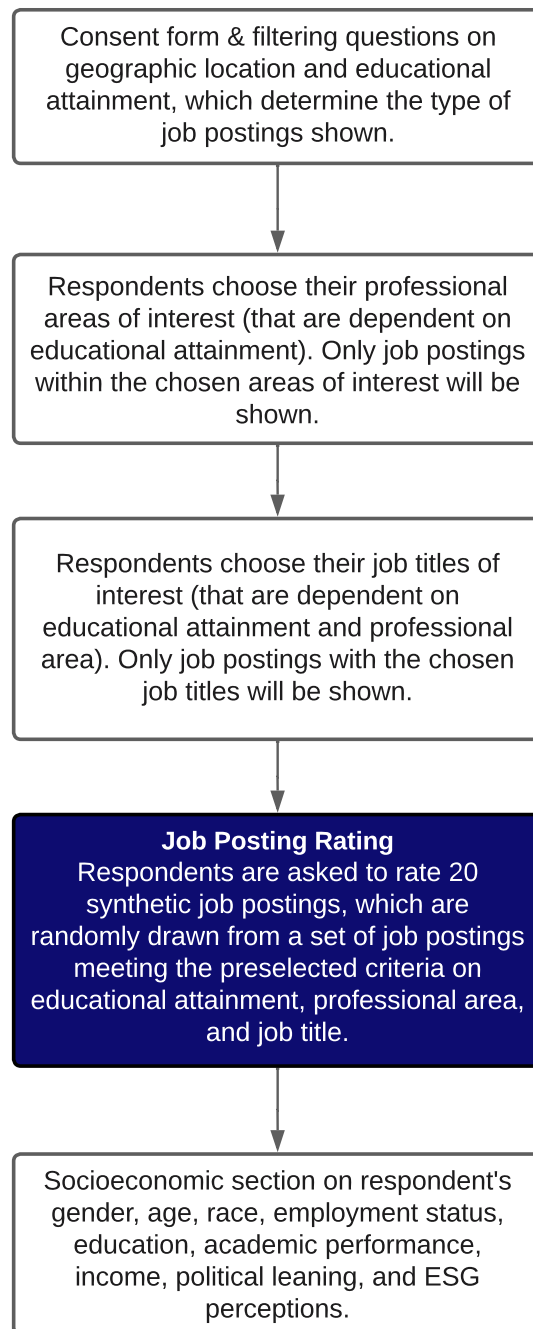 Consent form & filtering questions on
geographic location and educational
attainment, which determine the type of
job postings shown.
Respondents choose their professional
areas of interest (that are dependent on
educational attainment). Only job postings
within the chosen areas of interest will be
shown.
Respondents choose their job titles of
interest (that are dependent on
educational attainment and professional
area). Only job postings with the chosen
job titles will be shown.
Job Posting Rating
Respondents are asked to rate 20
synthetic job postings, which are
randomly drawn from a set of job postings
meeting the preselected criteria on
educational attainment, professional area,
and job title.
Socioeconomic section on respondent's
gender, age, race, employment status,
education, academic performance,
income, political leaning, and ESG
perceptions.